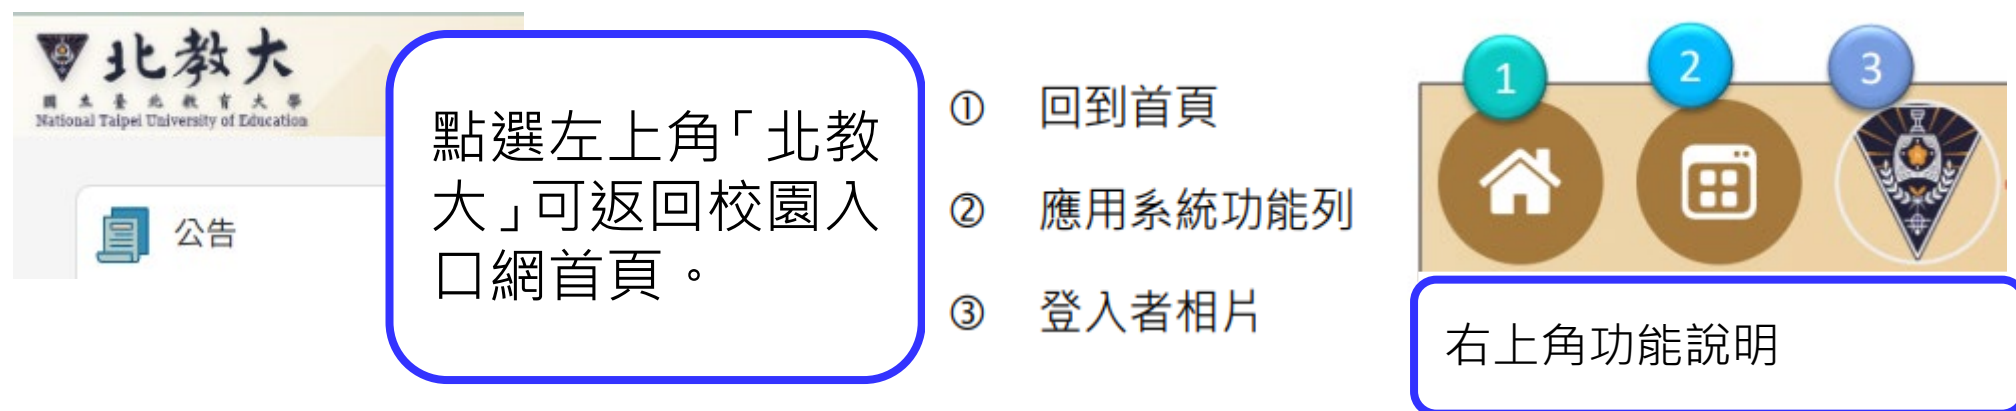 北教大
國立臺北教育大學
National Taipei University of Education
公告
點選左上角「北教
大」可返回校園入
口網首頁。
① 回到首頁
② 應用系統功能列
③ 登入者相片
1 2 3
右上角功能說明